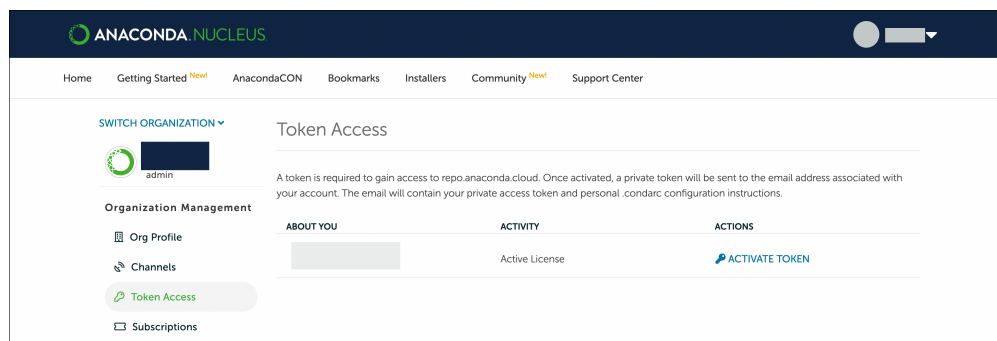 ANACONDA.NUCLEUS
Home Getting Started New! AnacondaCON Bookmarks Installers Community New! Support Center
SWITCH ORGANIZATION
admin
Organization Management
Org Profile
Channels
Token Access
Subscriptions
Token Access
A token is required to gain access to repo.anaconda.cloud. Once activated, a private token will be sent to the email address associated with
your account. The email will contain your private access token and personal .condarc configuration instructions.
ABOUT YOU ACTIVITY ACTIONS
Active License ACTIVATE TOKEN